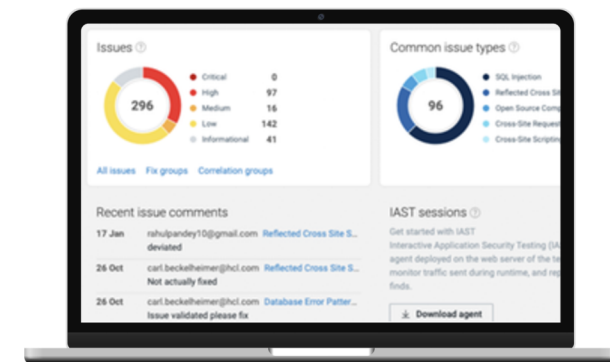 Issues
296
Critical 0
High 97
Medium 16
Low 142
Informational 41
All issues Fix groups Correlation groups
Common issue types
96
SQL Injection
Reflected Cross Sit
Open Source Comp
Cross-Site Request
Cross-Site Scripting
Recent issue comments
17 Jan rahulpandey10@gmail.com Reflected Cross Site S...
deviated
26 Oct carl.beckelheimer@hcl.com Reflected Cross Site S...
Not actually fixed
26 Oct carl.beckelheimer@hcl.com Database Error Patter...
Issue validated please fix
IAST sessions
Get started with IAST
Interactive Application Security Testing (IA
agent deployed on the web server of the te
monitor traffic sent during runtime, and rep
finds.
Download agent